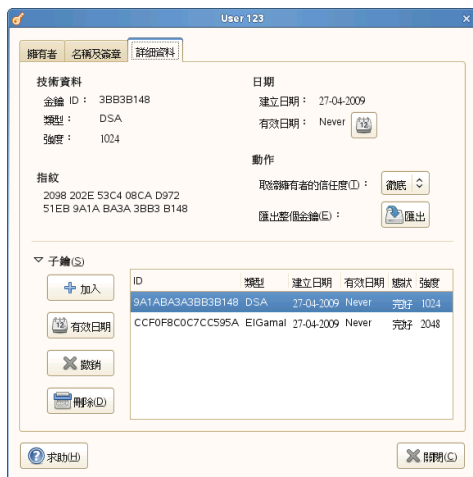 User 123
擁有者 名稱及簽章 詳細資料
技術資料
金鑰 ID： 3BB3B148
類型： DSA
強度： 1024
日期
建立日期： 27-04-2009
有效日期： Never
指紋
2098 202E 53C4 08CA D972
51EB 9A1A BA3A 3BB3 B148
動作
取締擁有者的信任度(T)： 徹底
匯出整個金鑰(E)： 匯出
子鑰(S)
加入
有效日期
撤銷
刪除(D)
ID 類型 建立日期 有效日期 態狀 強度
9A1ABA3A3BB3B148 DSA 27-04-2009 Never 完好 1024
CCF0F8C0C7CC595A ElGamal 27-04-2009 Never 完好 2048
求助(H)
關閉(C)